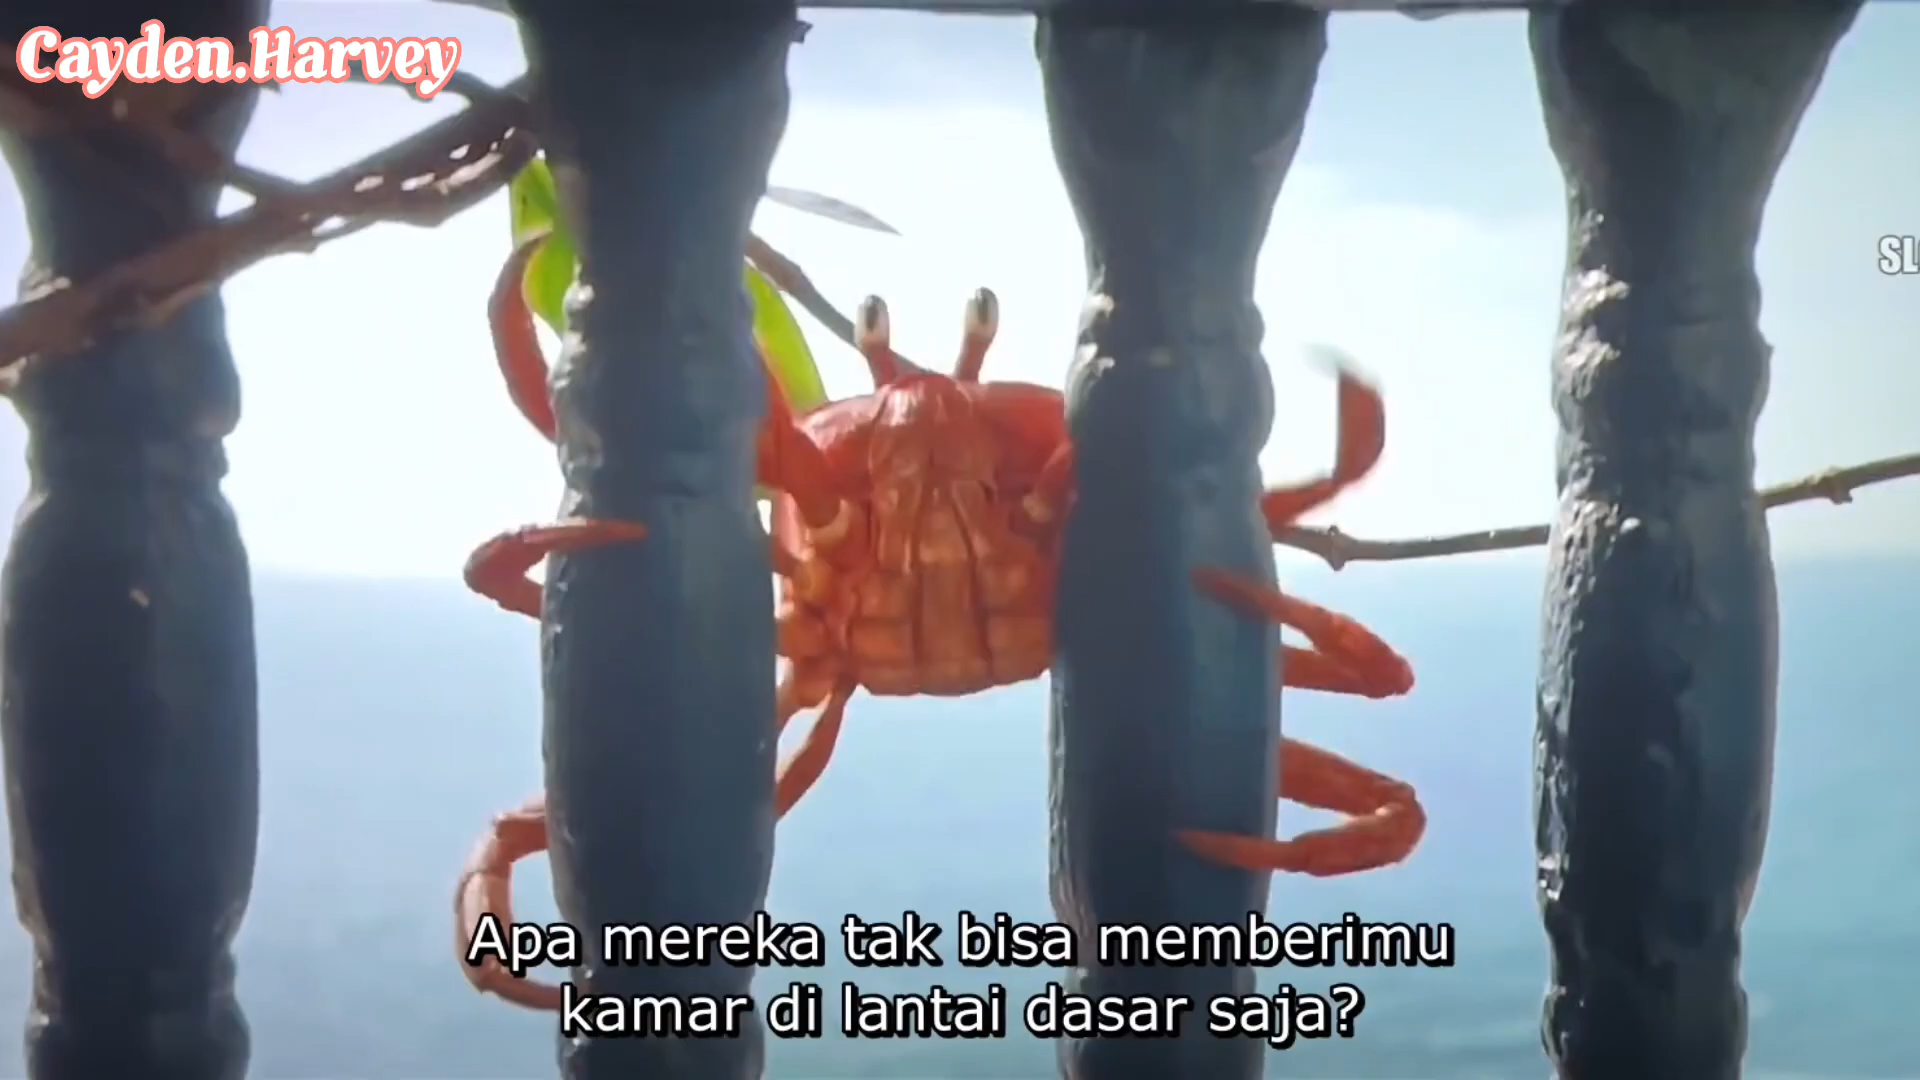 Cayden.Harvey
Apa mereka tak bisa memberimu
kamar di lantai dasar saja?